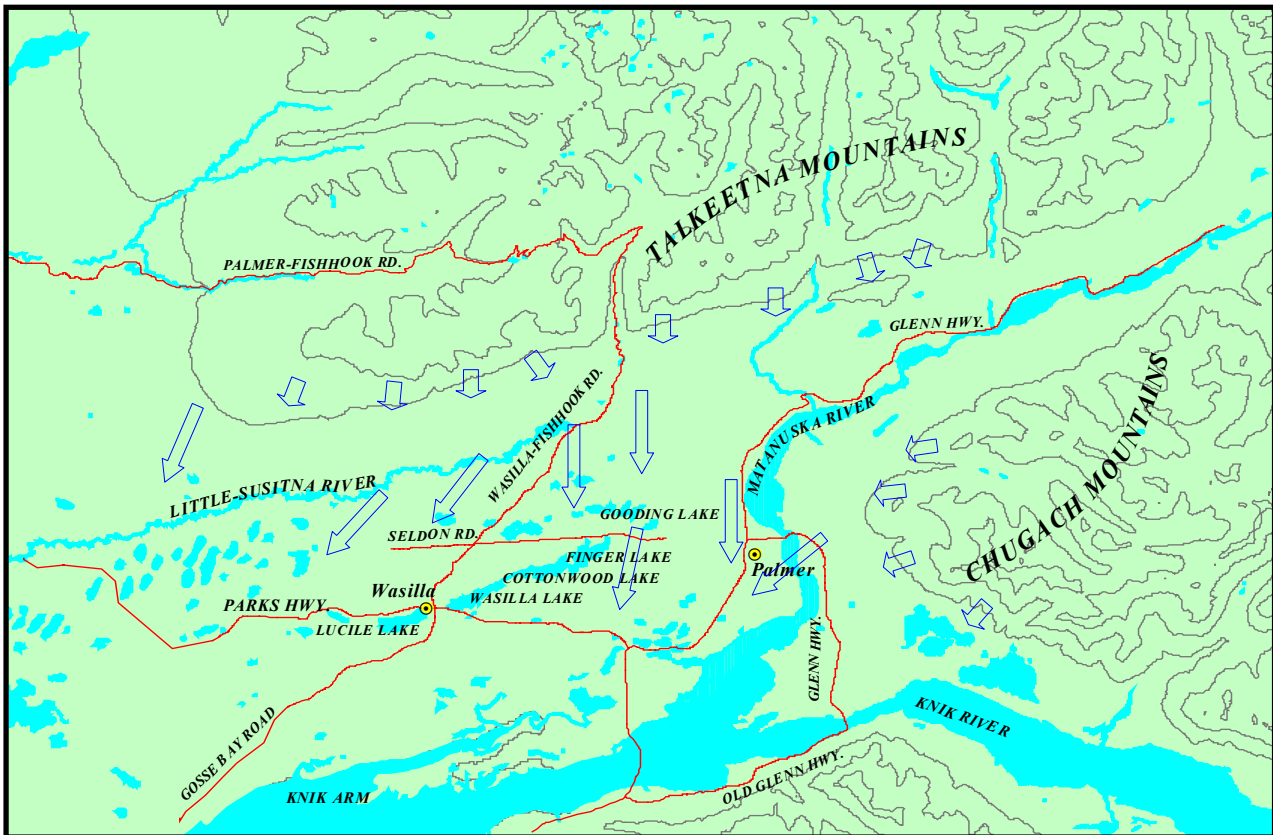 TALKEETNA MOUNTAINS
PALMER-FISHHOOK RD.
GLENN HWY.
CHUGACH MOUNTAINS
WASILLA-FISHHOOK RD.
MATANUSKA RIVER
LITTLE-SUSITNA RIVER
GOODING LAKE
SELDON RD.
FINGER LAKE
Palmer
COTTONWOOD LAKE
Wasilla
WASILLA LAKE
PARKS HWY.
LUCILE LAKE
GLENN HWY.
KNIK RIVER
GOSSE BAY ROAD
OLD GLENN HWY.
KNIK ARM